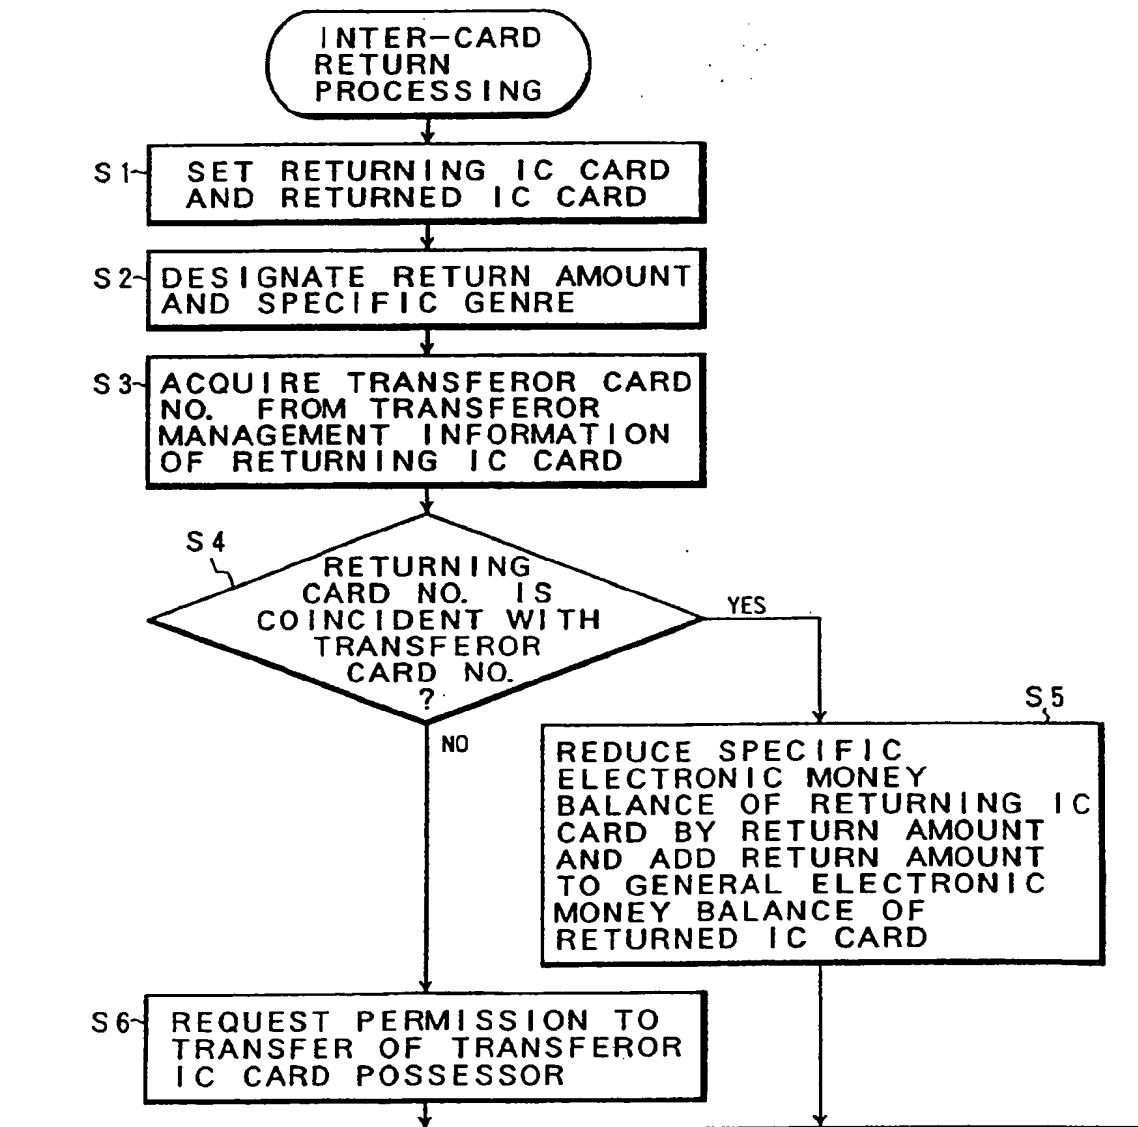 INTER-CARD
RETURN
PROCESSING
S1
SET RETURNING IC CARD
AND RETURNED IC CARD
S2
DESIGNATE RETURN AMOUNT
AND SPECIFIC GENRE
S3
ACQUIRE TRANSFEROR CARD
NO. FROM TRANSFEROR
MANAGEMENT INFORMATION
OF RETURNING IC CARD
S4
RETURNING
CARD NO. IS
COINCIDENT WITH
TRANSFEROR
CARD NO.
?
YES
NO
S5
REDUCE SPECIFIC
ELECTRONIC MONEY
BALANCE OF RETURNING IC
CARD BY RETURN AMOUNT
AND ADD RETURN AMOUNT
TO GENERAL ELECTRONIC
MONEY BALANCE OF
RETURNED IC CARD
S6
REQUEST PERMISSION TO
TRANSFER OF TRANSFEROR
IC CARD POSSESSOR